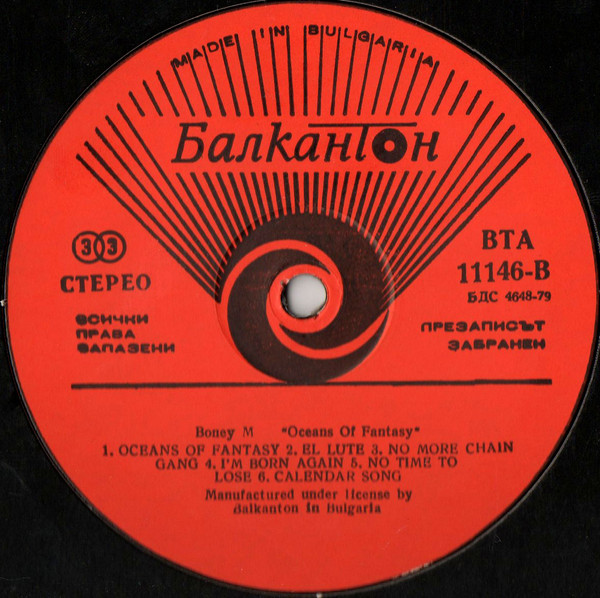 MADE IN BULGARIA
Балкантон
33
СТЕРЕО
ВСИЧКИ
ПРАВА
ЗАПАЗЕНИ
ВТА
11146-В
БДС 4648-79
ПРЕЗАПИСЪТ
ЗАБРАНЕН
Boney M "Oceans Of Fantasy"
1. OCEANS OF FANTASY 2. EL LUTE 3. NO MORE CHAIN
GANG 4. I'M BORN AGAIN 5. NO TIME TO
LOSE 6. CALENDAR SONG
Manufactured under license by
Balkanton in Bulgaria